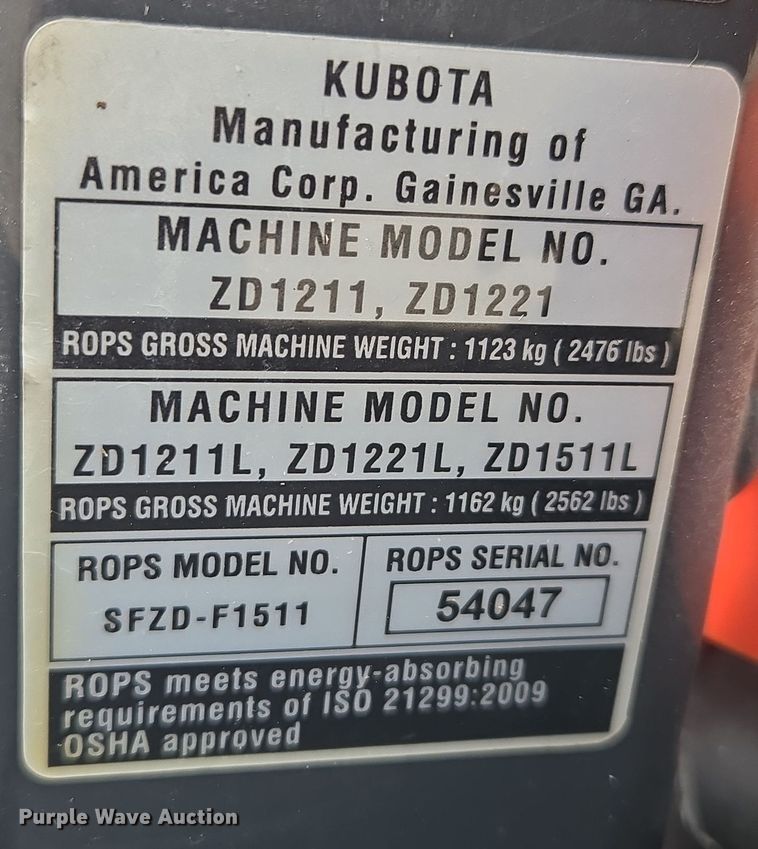 KUBOTA
Manufacturing of
America Corp. Gainesville GA.
MACHINE MODEL NO.
ZD1211, ZD1221
ROPS GROSS MACHINE WEIGHT : 1123 kg ( 2476 lbs )
MACHINE MODEL NO.
ZD1211L, ZD1221L, ZD1511L
ROPS GROSS MACHINE WEIGHT : 1162 kg ( 2562 lbs )
ROPS MODEL NO.
SFZD-F1511
ROPS SERIAL NO.
54047
ROPS meets energy-absorbing
requirements of ISO 21299:2009
OSHA approved
Purple Wave Auction